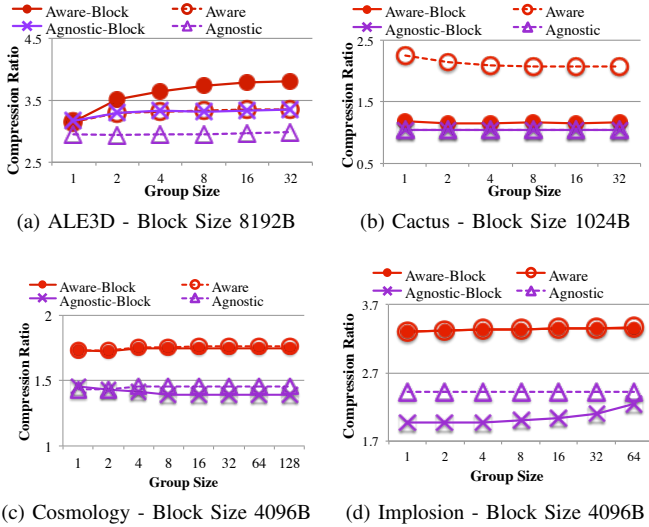 Aware-Block Aware
Agnostic-Block Agnostic
4.5
3.5
2.5
Compression Ratio
1 2 4 8 16 32
Group Size
(a) ALE3D - Block Size 8192B
Aware-Block Aware
Agnostic-Block Agnostic
2.5
1.5
0.5
Compression Ratio
1 2 4 8 16 32
Group Size
(b) Cactus - Block Size 1024B
Aware-Block Aware
Agnostic-Block Agnostic
2
1.5
1
Compression Ratio
1 2 4 8 16 32 64 128
Group Size
(c) Cosmology - Block Size 4096B
Aware-Block Aware
Agnostic-Block Agnostic
3.7
2.7
1.7
Compression Ratio
1 2 4 8 16 32 64
Group Size
(d) Implosion - Block Size 4096B